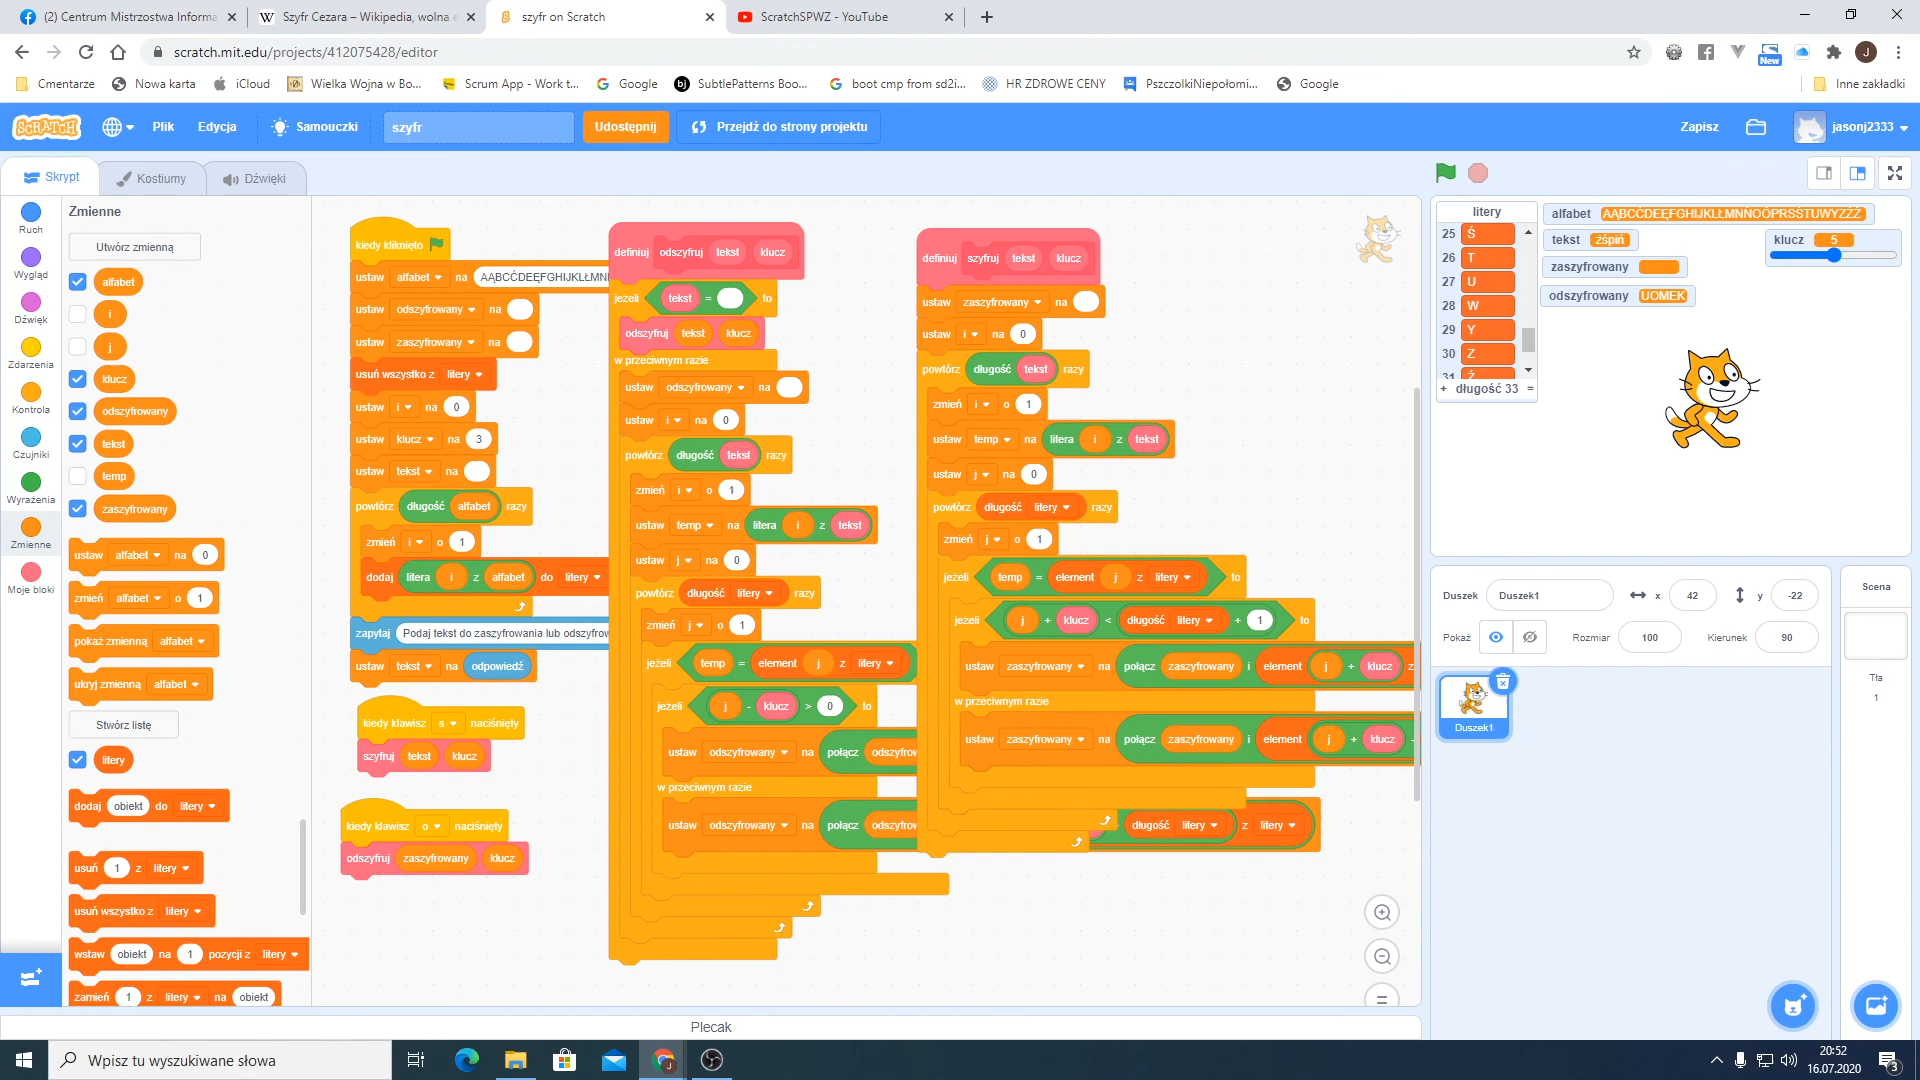 (2) Centrum Mistrzostwa Informa
Szyfr Cezara – Wikipedia, wolna e
szyfr on Scratch
ScratchSPWZ - YouTube
scratch.mit.edu/projects/412075428/editor
New
J
Cmentarze
Nowa karta
iCloud
Wielka Wojna w Bo...
Scrum App - Work t...
Google
SubtlePatterns Boo...
boot cmp from sd2i...
HR ZDROWE CENY
PszczolkiNiepołomi...
Google
Inne zakładki
SCRATCH
Plik
Edycja
Samouczki
szyfr
Udostępnij
Przejdź do strony projektu
Zapisz
jasonj2333
Skrypt
Kostiumy
Dźwięki
Ruch
Wygląd
Dźwięk
Zdarzenia
Kontrola
Czujniki
Wyrażenia
Zmienne
Moje bloki
Zmienne
Utwórz zmienną
alfabet
i
j
klucz
odszyfrowany
tekst
temp
zaszyfrowany
ustaw alfabet na 0
zmień alfabet o 1
pokaż zmienną alfabet
ukryj zmienną alfabet
Stwórz listę
litery
dodaj obiekt do litery
usuń 1 z litery
usuń wszystko z litery
wstaw obiekt na 1 pozycji z litery
zamień 1 z litery na obiekt
kiedy kliknięto
ustaw alfabet na AĄBCĆDEĘFGHIJKLŁMN
ustaw odszyfrowany na
ustaw zaszyfrowany na
usuń wszystko z litery
ustaw i na 0
ustaw klucz na 3
ustaw tekst na
powtórz długość alfabet razy
zmień i o 1
dodaj litera i z alfabet do litery
zapytaj Podaj tekst do zaszyfrowania lub odszyfrow
ustaw tekst na odpowiedź
kiedy klawisz s naciśnięty
szyfruj tekst klucz
kiedy klawisz o naciśnięty
odszyfruj zaszyfrowany klucz
definiuj odszyfruj tekst klucz
jeżeli tekst = to
odszyfruj tekst klucz
w przeciwnym razie
ustaw odszyfrowany na
ustaw i na 0
powtórz długość tekst razy
zmień i o 1
ustaw temp na litera i z tekst
ustaw j na 0
powtórz długość litery razy
zmień j o 1
jeżeli temp = element j z litery
jeżeli j - klucz > 0 to
ustaw odszyfrowany na połącz odszyfrow
w przeciwnym razie
ustaw odszyfrowany na połącz odszyfrow
długość litery z litery
definiuj szyfruj tekst klucz
ustaw zaszyfrowany na
ustaw i na 0
powtórz długość tekst razy
zmień i o 1
ustaw temp na litera i z tekst
ustaw j na 0
powtórz długość litery razy
zmień j o 1
jeżeli temp = element j z litery to
jeżeli j + klucz < długość litery + 1 to
ustaw zaszyfrowany na połącz zaszyfrowany i element j + klucz z
w przeciwnym razie
ustaw zaszyfrowany na połącz zaszyfrowany i element j + klucz -
litery
25 Ś
26 T
27 U
28 W
29 Y
30 Z
31 Ź
+ długość 33 =
alfabet AĄBCĆDEĘFGHIJKLŁMNŃOÓPRSŚTUWYZŹŻ
tekst źśpiń
klucz 5
zaszyfrowany
odszyfrowany UOMEK
Duszek Duszek1 x 42 y -22
Pokaż Rozmiar 100 Kierunek 90
Duszek1
Scena
Tła
1
Plecak
Wpisz tu wyszukiwane słowa
J
20:52
16.07.2020
3